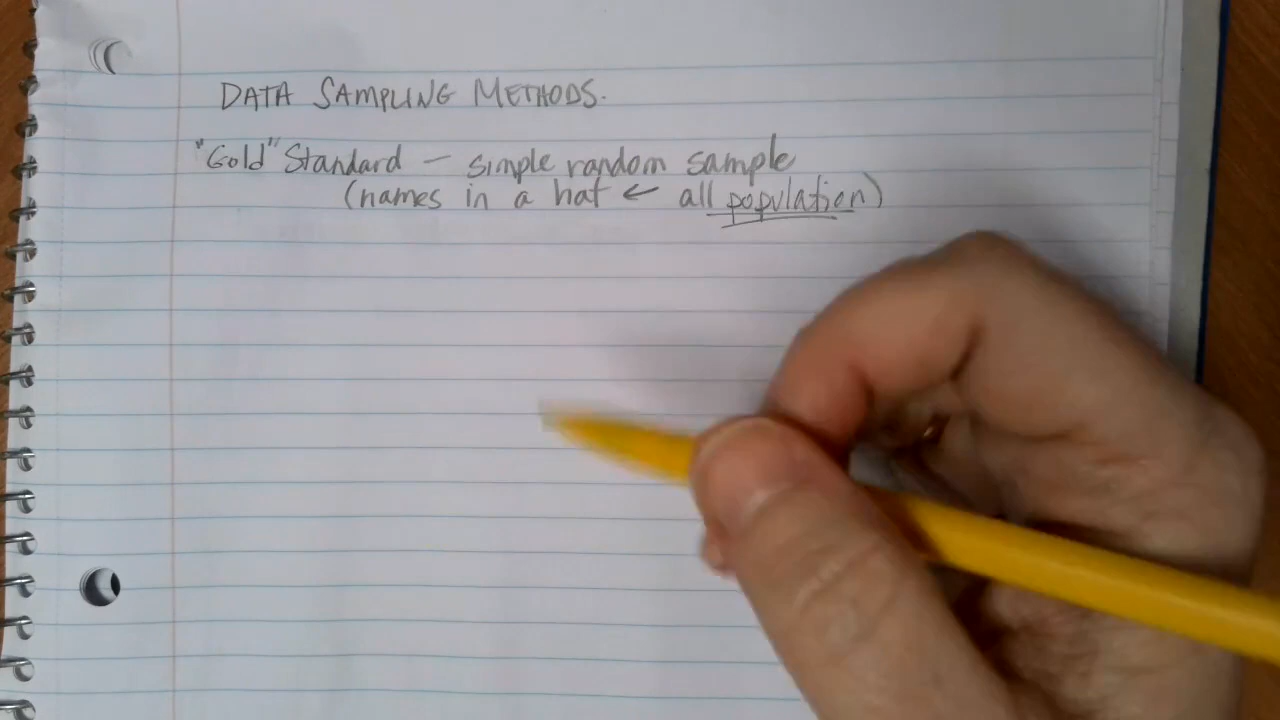 DATA SAMPLING METHODS.
"Gold" Standard – simple random sample
(names in a hat ← all population)